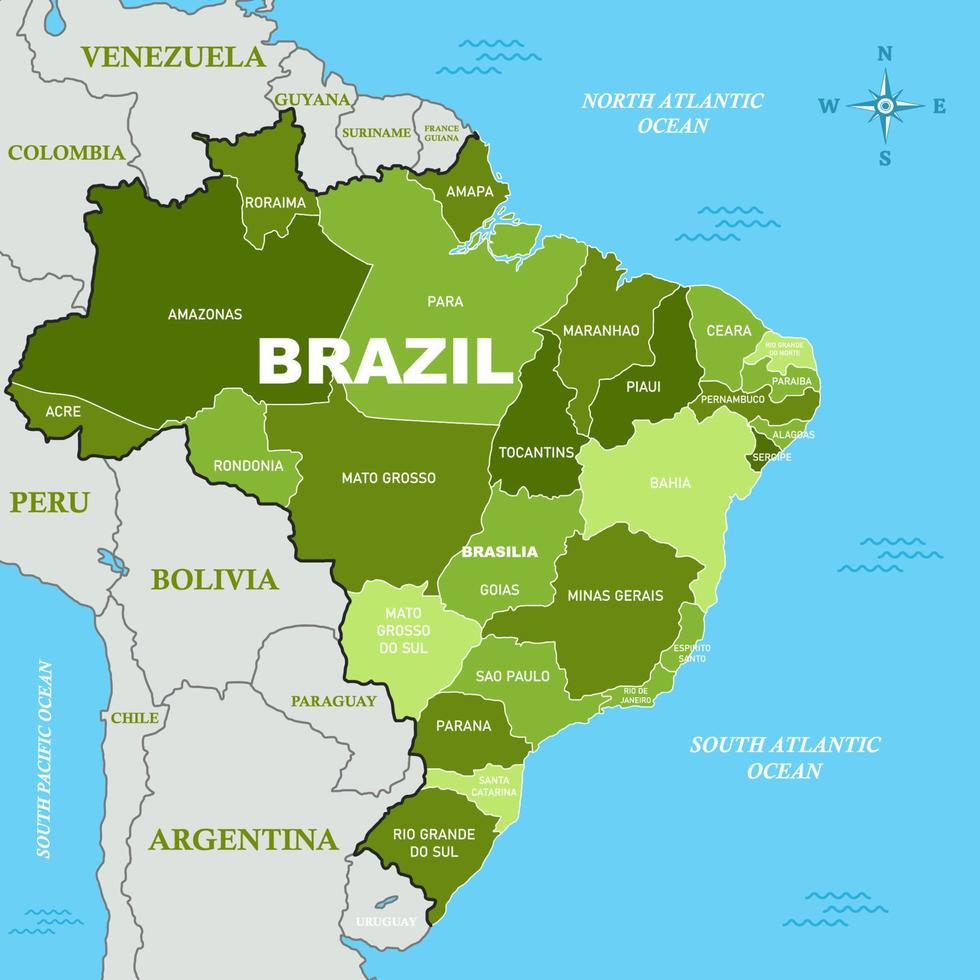 VENEZUELA
GUYANA
SURINAME
FRANCE
GUIANA
COLOMBIA
NORTH ATLANTIC
OCEAN
N
W
E
S
RORAIMA
AMAPA
AMAZONAS
PARA
BRAZIL
MARANHAO
CEARA
RIO GRANDE
DO NORTE
PARAIBA
PIAUI
PERNAMBUCO
ACRE
ALAGOAS
SERGIPE
TOCANTINS
RONDONIA
MATO GROSSO
BAHIA
PERU
BOLIVIA
BRASILIA
GOIAS
MINAS GERAIS
MATO
GROSSO
DO SUL
ESPIRITO
SANTO
SAO PAULO
RIO DE
JANEIRO
PARAGUAY
CHILE
PARANA
SOUTH PACIFIC OCEAN
SOUTH ATLANTIC
OCEAN
SANTA
CATARINA
ARGENTINA
RIO GRANDE
DO SUL
URUGUAY